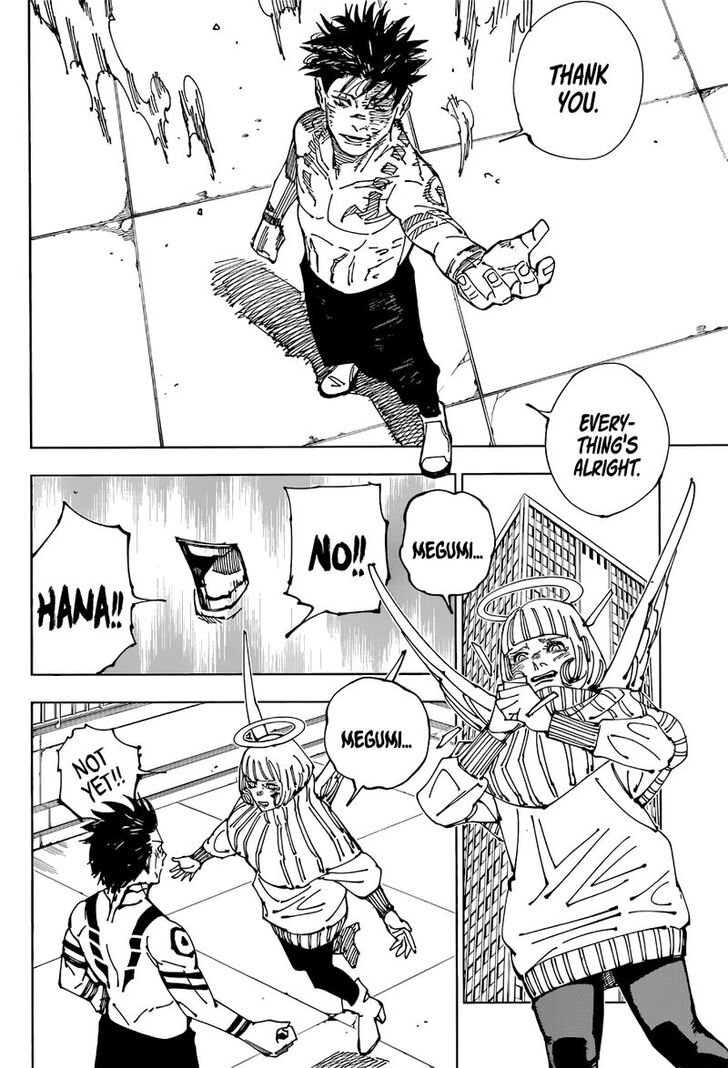 THANK
YOU.
EVERY-
THING'S
ALRIGHT.
MEGUMI...
NO!!
HANA!!
MEGUMI...
NOT
YET!!